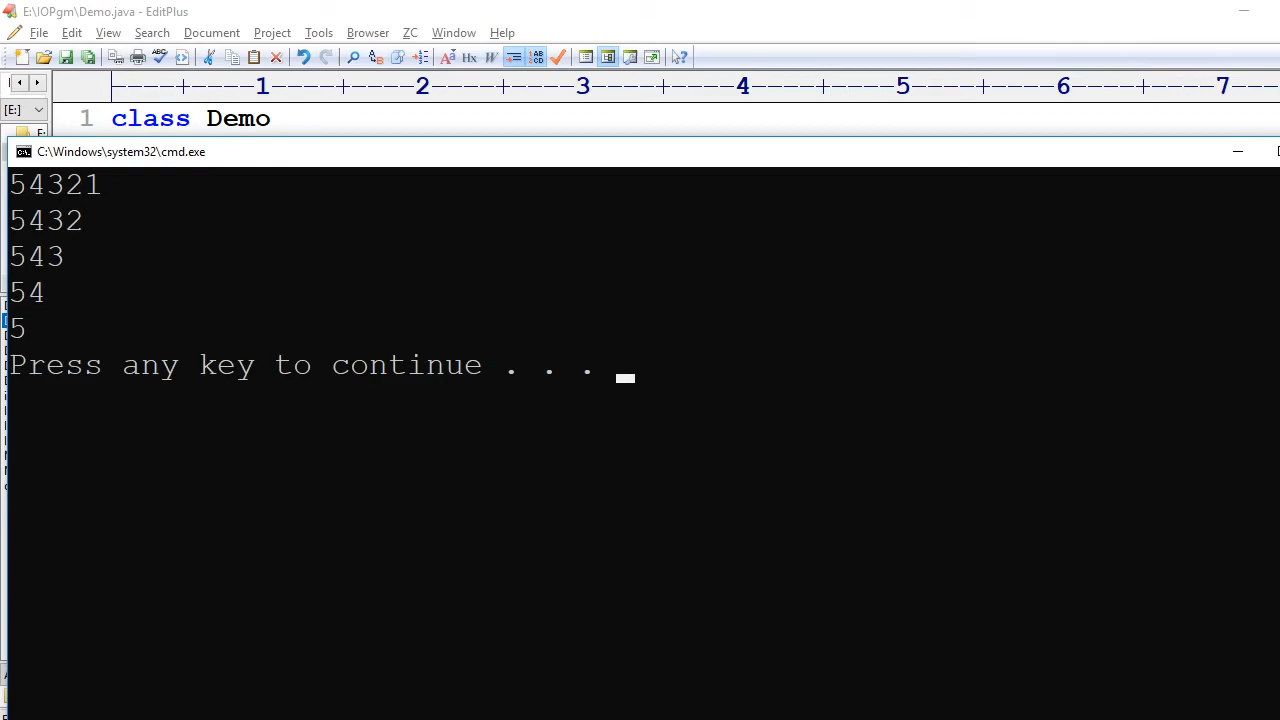 E:\IOPgm\Demo.java - EditPlus
File Edit View Search Document Project Tools Browser ZC Window Help
----+----1----+----2----+----3----+----4----+----5----+----6----+----7--
[E:]
1 class Demo
C:\Windows\system32\cmd.exe
54321
5432
543
54
5
Press any key to continue . . .